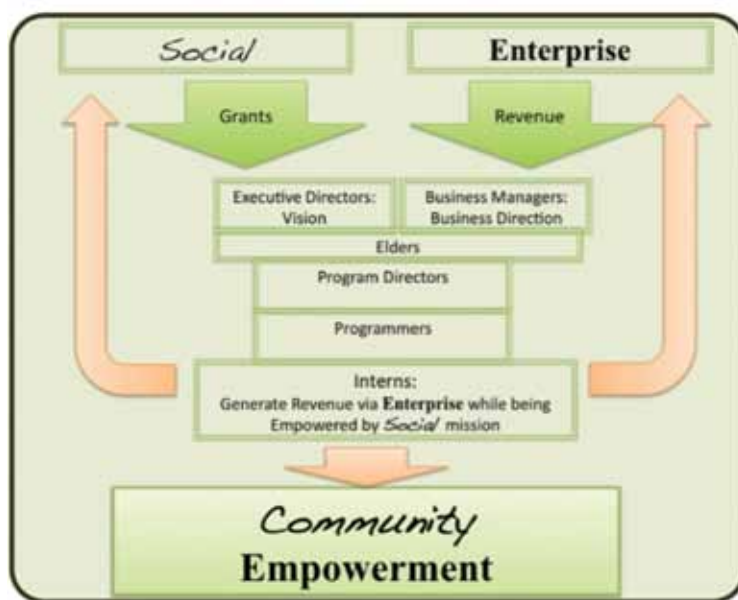 Social
Enterprise
Grants
Revenue
Executive Directors:
Vision
Business Managers:
Business Direction
Elders
Program Directors
Programmers
Interns:
Generate Revenue via Enterprise while being
Empowered by Social mission
Community
Empowerment